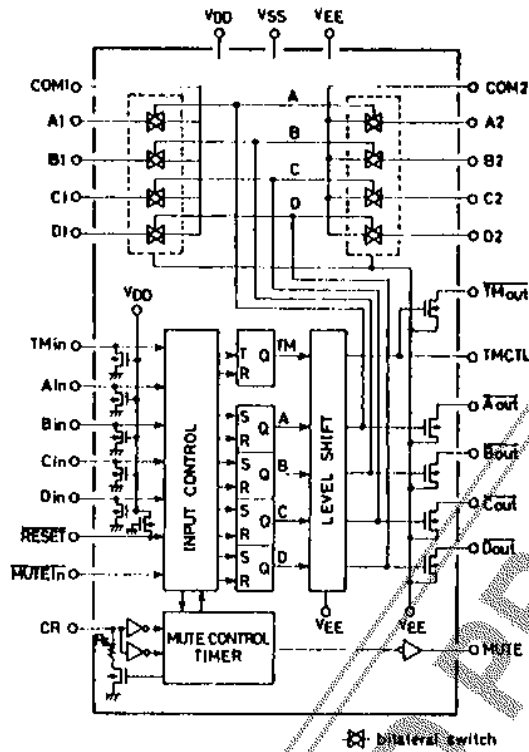 VDD VSS VEE
COM1 COM2
A
A1 A2
B
B1 B2
C
C1 C2
D
D1 D2
VDD
TMout
TMin T Q TM TMCTL
R
Ain Aout
S Q A
Bin R Bout
INPUT CONTROL
S Q B
LEVEL SHIFT
Cin R Cout
S Q C
Din R Dout
RESET
S Q D
R
MUTEIn
VEE VEE
CR MUTE CONTROL
TIMER
MUTE
bilateral switch